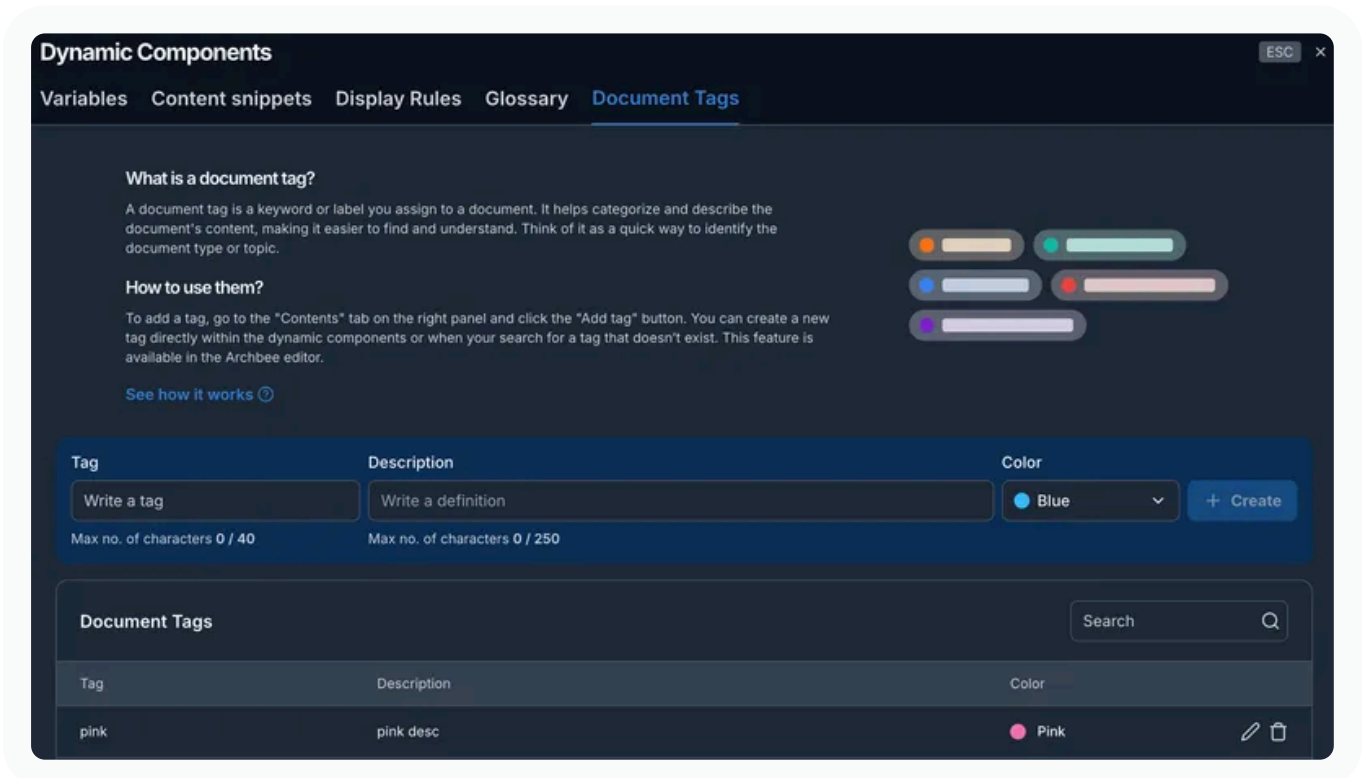 Dynamic Components
ESC
Variables Content snippets Display Rules Glossary Document Tags
What is a document tag?
A document tag is a keyword or label you assign to a document. It helps categorize and describe the
document's content, making it easier to find and understand. Think of it as a quick way to identify the
document type or topic.
How to use them?
To add a tag, go to the "Contents" tab on the right panel and click the "Add tag" button. You can create a new
tag directly within the dynamic components or when your search for a tag that doesn't exist. This feature is
available in the Archbee editor.
See how it works
Tag Description Color
Write a tag Write a definition Blue + Create
Max no. of characters 0 / 40 Max no. of characters 0 / 250
Document Tags Search
Tag Description Color
pink pink desc Pink